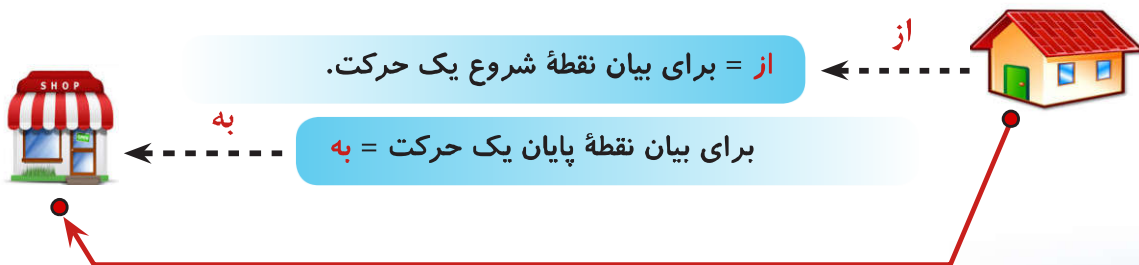 از
از = برای بیان نقطهٔ شروع یک حرکت.
SHOP
به
برای بیان نقطهٔ پایان یک حرکت = به